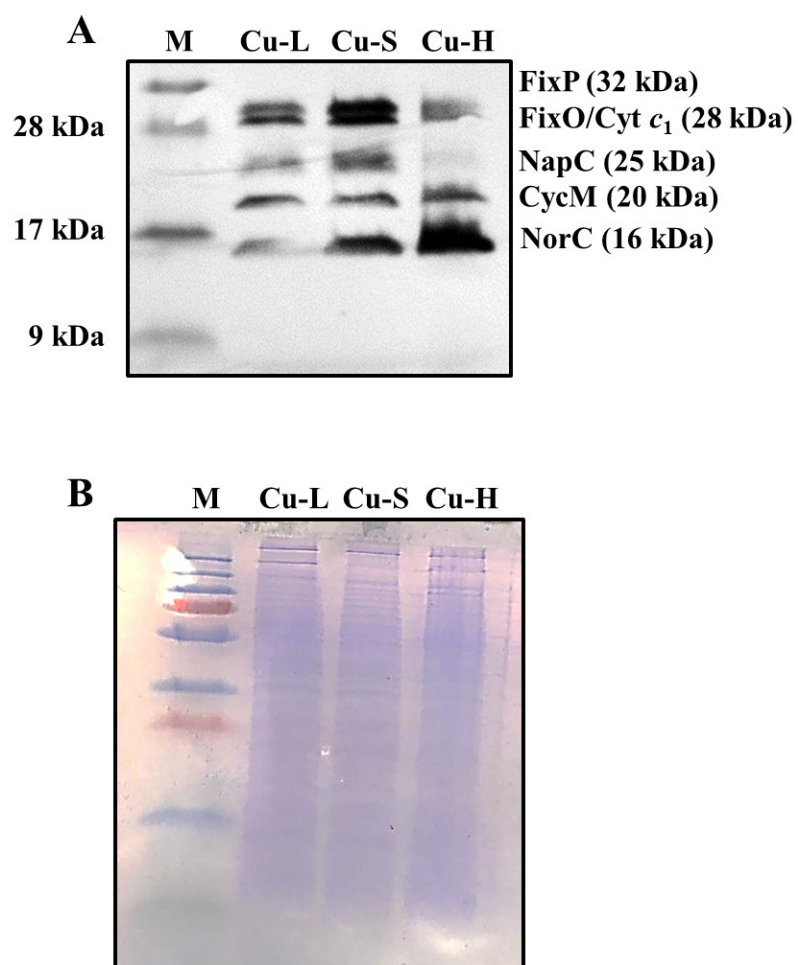 A
M Cu-L Cu-S Cu-H
FixP (32 kDa)
28 kDa
FixO/Cyt c₁ (28 kDa)
NapC (25 kDa)
CycM (20 kDa)
17 kDa
NorC (16 kDa)
9 kDa
B
M Cu-L Cu-S Cu-H